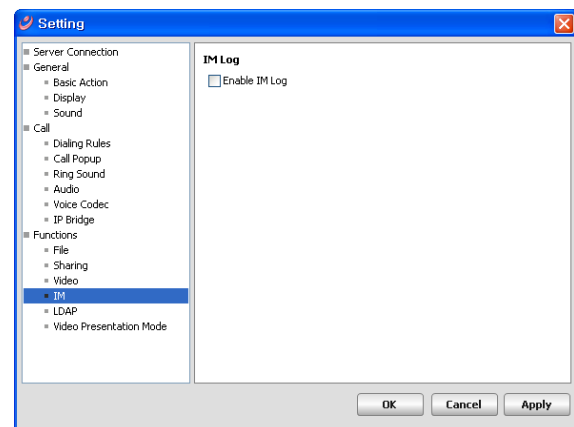 Setting
Server Connection
General
Basic Action
Display
Sound
Call
Dialing Rules
Call Popup
Ring Sound
Audio
Voice Codec
IP Bridge
Functions
File
Sharing
Video
IM
LDAP
Video Presentation Mode
IM Log
Enable IM Log
OK
Cancel
Apply